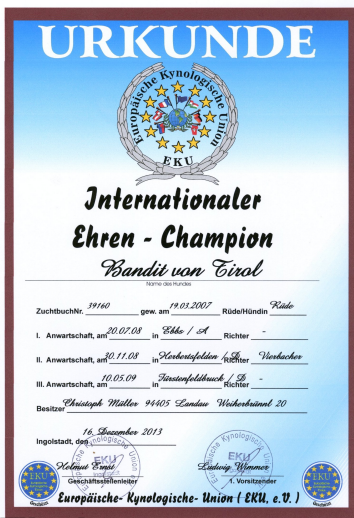 URKUNDE
Europäische Kynologische Union
EKU
Internationaler
Ehren - Champion
Bandit von Tirol
Name des Hundes
ZuchtbuchNr. 39160 gew. am 19.03.2007 Rüde/Hündin Rüde
I. Anwartschaft, am 20.07.08 in Ebbs / A Richter -
II. Anwartschaft, am 30.11.08 in / D Richter Vierbacher
III. Anwartschaft, am 10.05.09 in Fürstenfeldbruck / D Richter -
Besitzer Christoph Müller 94405 Landau Weiherbrünnl 20
Ingolstadt, den 16. Dezember 2013
Helmut Ernst Ludwig Wimmer
Geschäftsstellenleiter 1. Vorsitzender
EKU EKU
Europäische- Kynologische- Union ( EKU, e.V. )